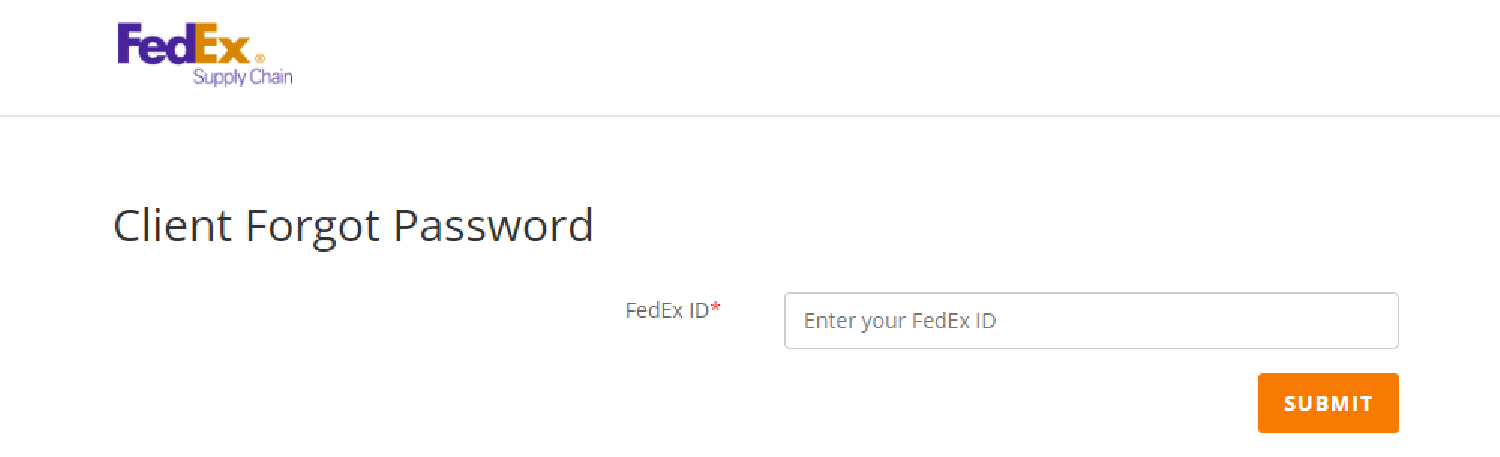 FedEx®
Supply Chain
Client Forgot Password
FedEx ID*
Enter your FedEx ID
SUBMIT